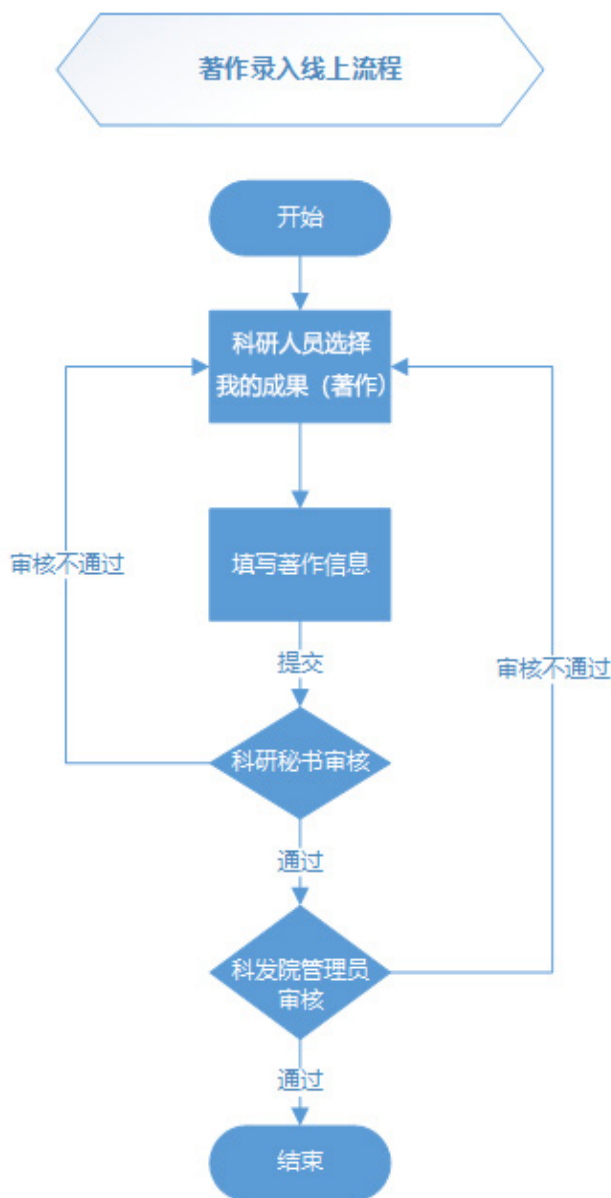 著作录入线上流程
开始
科研人员选择
我的成果（著作）
填写著作信息
审核不通过
提交
审核不通过
科研秘书审核
通过
科发院管理员
审核
通过
结束